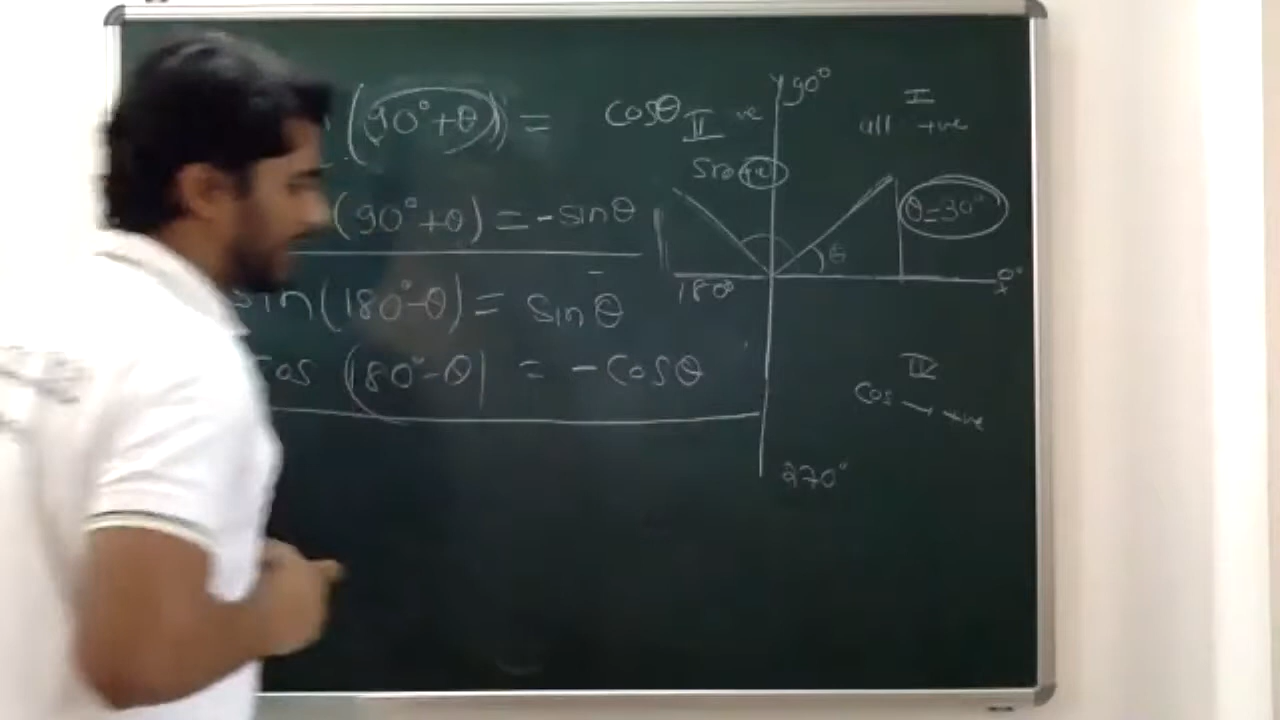 (90°+θ)) = cosθ
(90°+θ) = -sinθ
sin(180°-θ) = sinθ
cos (180°-θ) = -cosθ
y 90°
I
all +ve
II ve
+ve
θ=30°
θ
180°
0°
x
IV
cos → +ve
270°